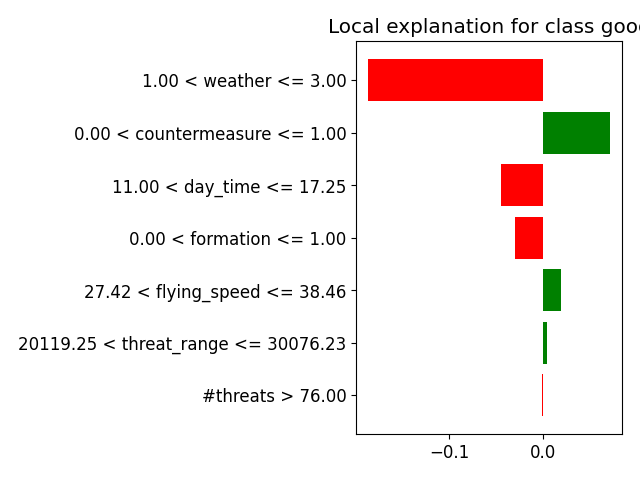 Local explanation for class good
1.00 < weather <= 3.00
0.00 < countermeasure <= 1.00
11.00 < day_time <= 17.25
0.00 < formation <= 1.00
27.42 < flying_speed <= 38.46
20119.25 < threat_range <= 30076.23
#threats > 76.00
−0.1 0.0